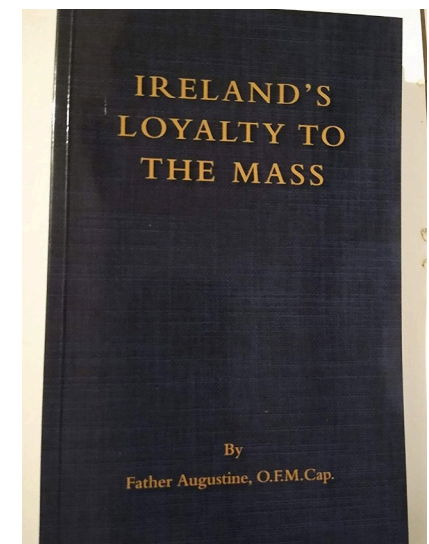 IRELAND'S
LOYALTY TO
THE MASS
By
Father Augustine, O.F.M.Cap.